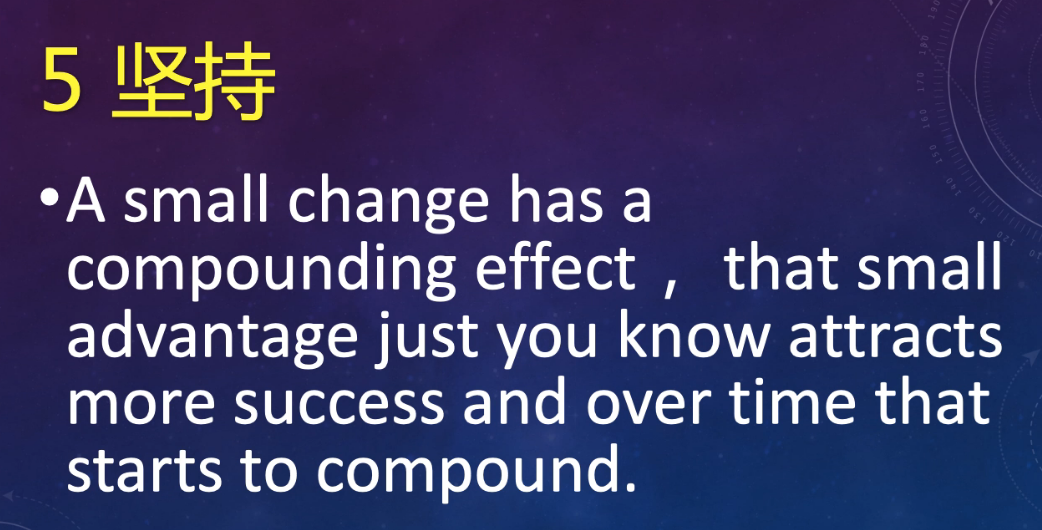 5 坚持
•A small change has a
compounding effect ， that small
advantage just you know attracts
more success and over time that
starts to compound.